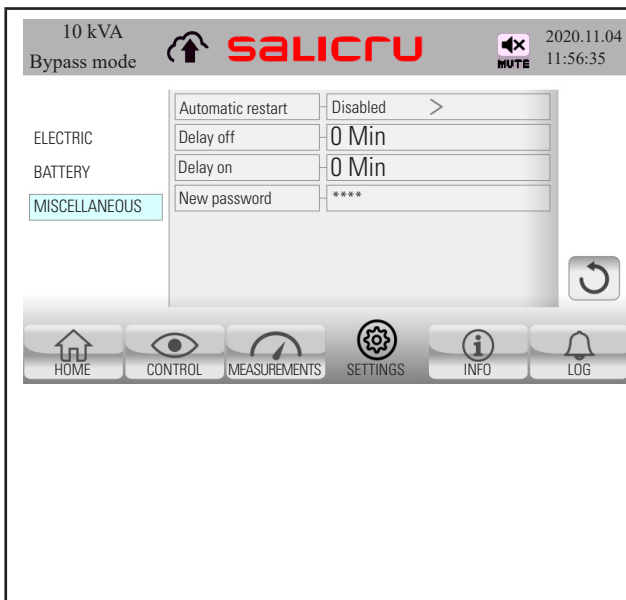 10 kVA
Bypass mode
salicru
MUTE
2020.11.04
11:56:35
ELECTRIC
BATTERY
MISCELLANEOUS
Automatic restart Disabled >
Delay off 0 Min
Delay on 0 Min
New password ****
HOME CONTROL MEASUREMENTS SETTINGS INFO LOG